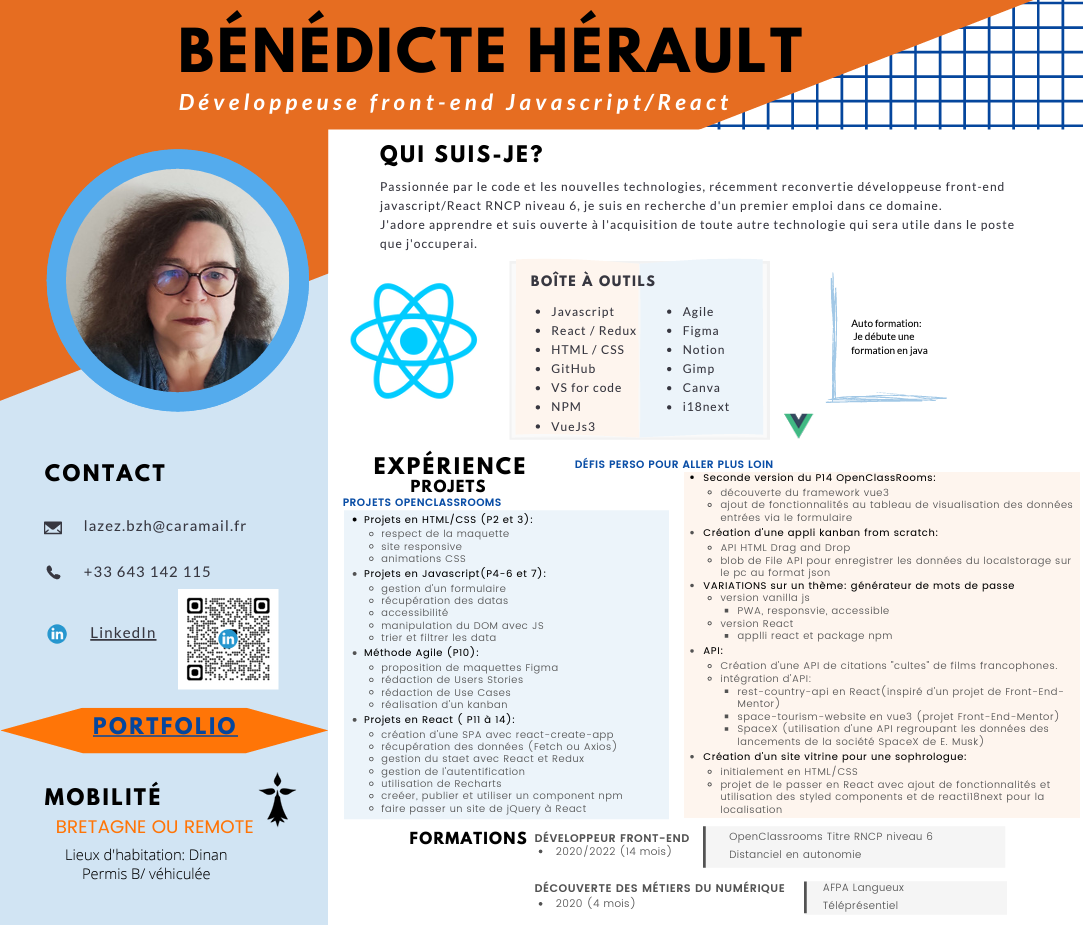 BÉNÉDICTE HÉRAULT
Développeuse front-end Javascript/React
QUI SUIS-JE?
Passionnée par le code et les nouvelles technologies, récemment reconvertie développeuse front-end
javascript/React RNCP niveau 6, je suis en recherche d'un premier emploi dans ce domaine.
J'adore apprendre et suis ouverte à l'acquisition de toute autre technologie qui sera utile dans le poste
que j'occuperai.
BOÎTE À OUTILS
• Javascript
• React / Redux
• HTML / CSS
• GitHub
• VS for code
• NPM
• VueJs3
• Agile
• Figma
• Notion
• Gimp
• Canva
• i18next
Auto formation:
Je débute une
formation en java
CONTACT
lazez.bzh@caramail.fr
+33 643 142 115
in
LinkedIn
in
PORTFOLIO
MOBILITÉ
BRETAGNE OU REMOTE
Lieux d'habitation: Dinan
Permis B/ véhiculée
EXPÉRIENCE
PROJETS
PROJETS OPENCLASSROOMS
• Projets en HTML/CSS (P2 et 3):
respect de la maquette
site responsive
animations CSS
• Projets en Javascript(P4-6 et 7):
gestion d'un formulaire
récupération des datas
accessibilité
manipulation du DOM avec JS
trier et filtrer les data
• Méthode Agile (P10):
proposition de maquettes Figma
rédaction de Users Stories
rédaction de Use Cases
réalisation d'un kanban
• Projets en React ( P11 à 14):
création d'une SPA avec react-create-app
récupération des données (Fetch ou Axios)
gestion du staet avec React et Redux
gestion de l'autentification
utilisation de Recharts
creéer, publier et utiliser un component npm
faire passer un site de jQuery à React
DÉFIS PERSO POUR ALLER PLUS LOIN
• Seconde version du P14 OpenClassRooms:
découverte du framework vue3
ajout de fonctionnalités au tableau de visualisation des données
entrées via le formulaire
• Création d'une appli kanban from scratch:
API HTML Drag and Drop
blob de File API pour enregistrer les données du localstorage sur
le pc au format json
• VARIATIONS sur un thème: générateur de mots de passe
version vanilla js
PWA, responsvie, accessible
version React
applli react et package npm
• API:
Création d'une API de citations "cultes" de films francophones.
intégration d'API:
rest-country-api en React(inspiré d'un projet de Front-End-
Mentor)
space-tourism-website en vue3 (projet Front-End-Mentor)
SpaceX (utilisation d'une API regroupant les données des
lancements de la société SpaceX de E. Musk)
• Création d'un site vitrine pour une sophrologue:
initialement en HTML/CSS
projet de le passer en React avec ajout de fonctionnalités et
utilisation des styled components et de reacti18next pour la
localisation
FORMATIONS
DÉVELOPPEUR FRONT-END
• 2020/2022 (14 mois)
OpenClassrooms Titre RNCP niveau 6
Distanciel en autonomie
DÉCOUVERTE DES MÉTIERS DU NUMÉRIQUE
• 2020 (4 mois)
AFPA Langueux
Téléprésentiel